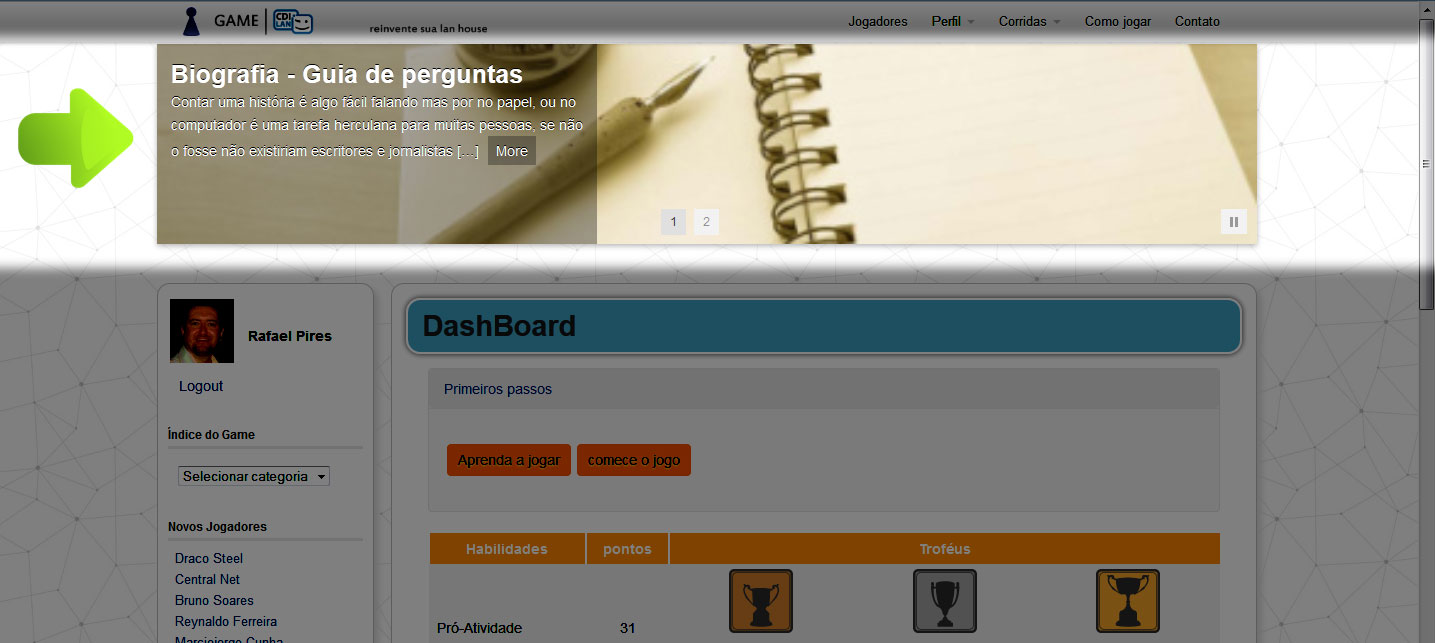 GAME CDI LAN
reinvente sua lan house
Jogadores Perfil Corridas Como jogar Contato
Biografia - Guia de perguntas
Contar uma história é algo fácil falando mas por no papel, ou no
computador é uma tarefa herculana para muitas pessoas, se não
o fosse não existiriam escritores e jornalistas [...] More
1 2
Rafael Pires
Logout
Índice do Game
Selecionar categoria
Novos Jogadores
Draco Steel
Central Net
Bruno Soares
Reynaldo Ferreira
Marciojorge Cunha
DashBoard
Primeiros passos
Aprenda a jogar comece o jogo
Habilidades pontos Troféus
Pró-Atividade 31